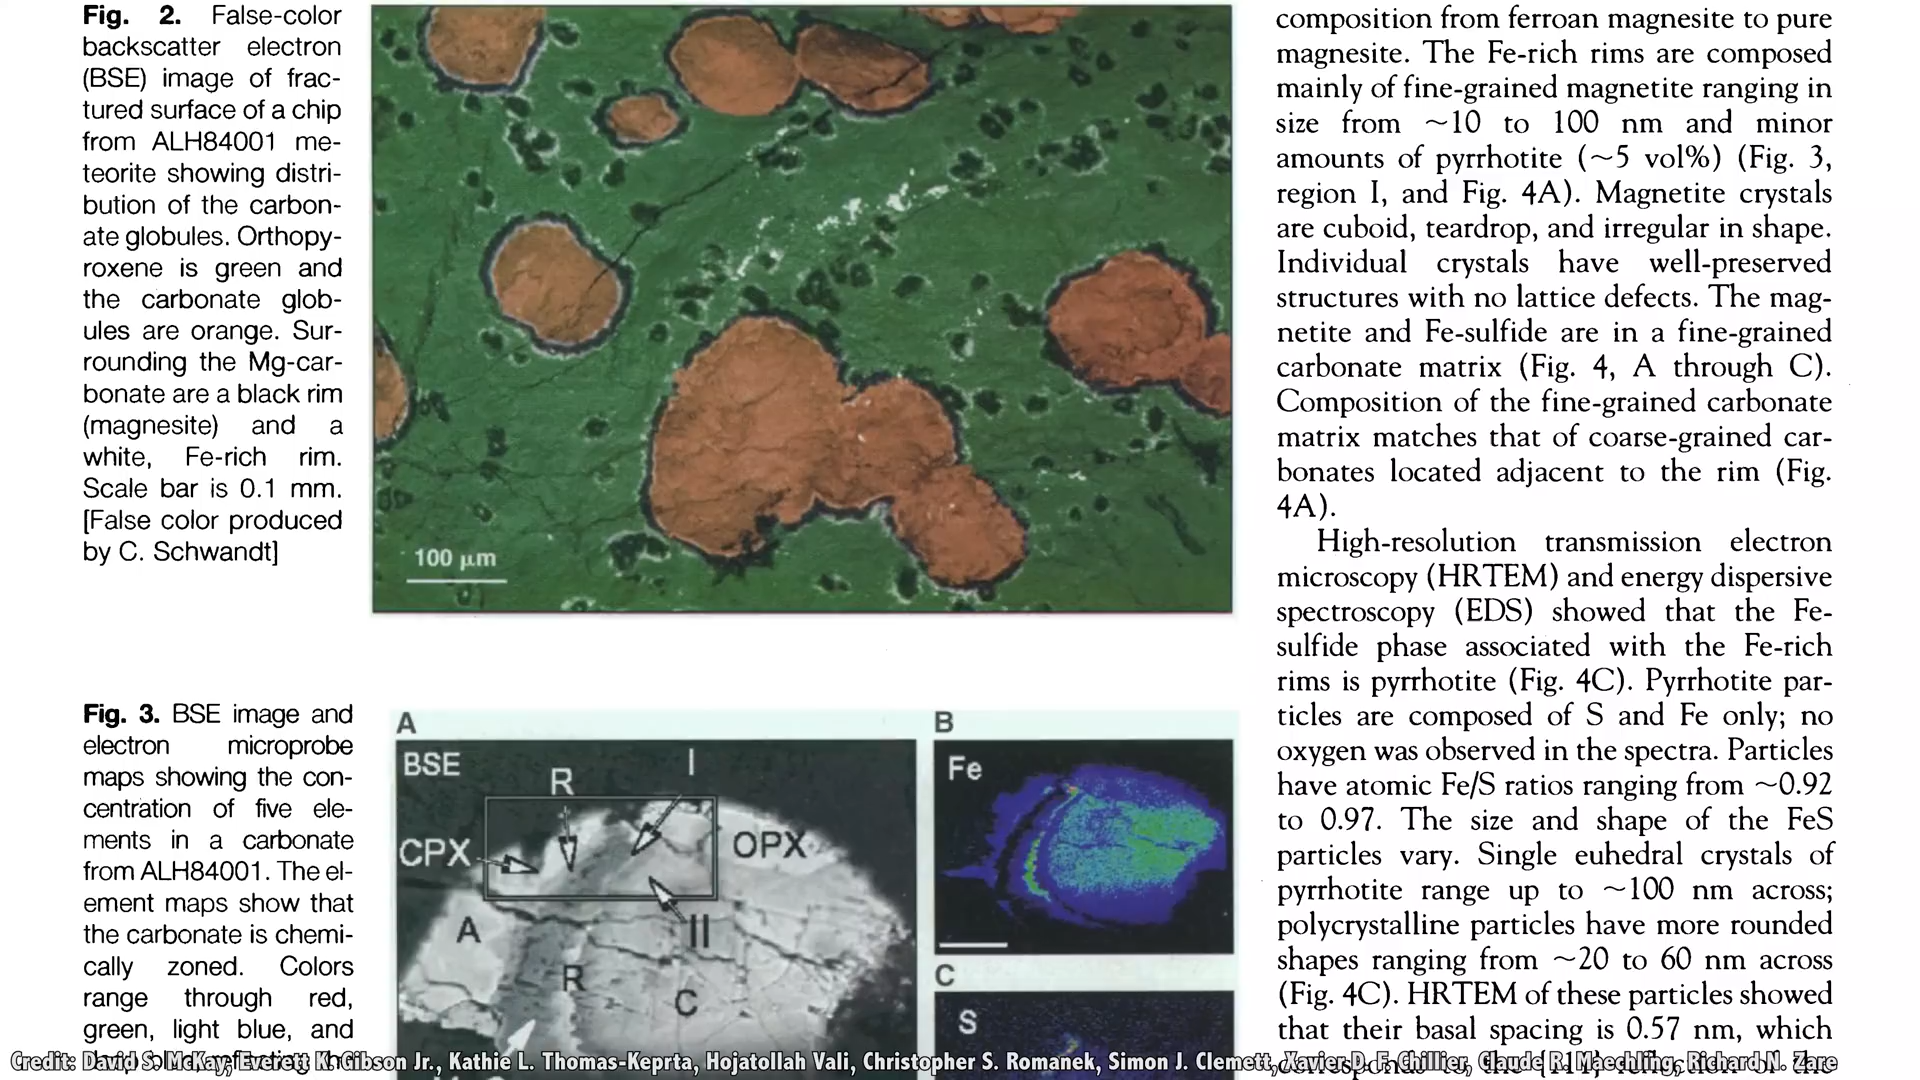 Fig. 2. False-color
backscatter electron
(BSE) image of frac-
tured surface of a chip
from ALH84001 me-
teorite showing distri-
bution of the carbon-
ate globules. Orthopy-
roxene is green and
the carbonate glob-
ules are orange. Sur-
rounding the Mg-car-
bonate are a black rim
(magnesite) and a
white, Fe-rich rim.
Scale bar is 0.1 mm.
[False color produced
by C. Schwandt]
100 µm
Fig. 3. BSE image and
electron microprobe
maps showing the con-
centration of five ele-
ments in a carbonate
from ALH84001. The el-
ement maps show that
the carbonate is chemi-
cally zoned. Colors
range through red,
green, light blue, and
A
BSE
I
R
CPX
OPX
A
II
R
C
B
Fe
C
S
composition from ferroan magnesite to pure
magnesite. The Fe-rich rims are composed
mainly of fine-grained magnetite ranging in
size from ~10 to 100 nm and minor
amounts of pyrrhotite (~5 vol%) (Fig. 3,
region I, and Fig. 4A). Magnetite crystals
are cuboid, teardrop, and irregular in shape.
Individual crystals have well-preserved
structures with no lattice defects. The mag-
netite and Fe-sulfide are in a fine-grained
carbonate matrix (Fig. 4, A through C).
Composition of the fine-grained carbonate
matrix matches that of coarse-grained car-
bonates located adjacent to the rim (Fig.
4A).
High-resolution transmission electron
microscopy (HRTEM) and energy dispersive
spectroscopy (EDS) showed that the Fe-
sulfide phase associated with the Fe-rich
rims is pyrrhotite (Fig. 4C). Pyrrhotite par-
ticles are composed of S and Fe only; no
oxygen was observed in the spectra. Particles
have atomic Fe/S ratios ranging from ~0.92
to 0.97. The size and shape of the FeS
particles vary. Single euhedral crystals of
pyrrhotite range up to ~100 nm across;
polycrystalline particles have more rounded
shapes ranging from ~20 to 60 nm across
(Fig. 4C). HRTEM of these particles showed
that their basal spacing is 0.57 nm, which
Credit: David S. McKay, Everett K. Gibson Jr., Kathie L. Thomas-Keprta, Hojatollah Vali, Christopher S. Romanek, Simon J. Clemett, Xavier D. F. Chillier, Claude R. Maechling, Richard N. Zare